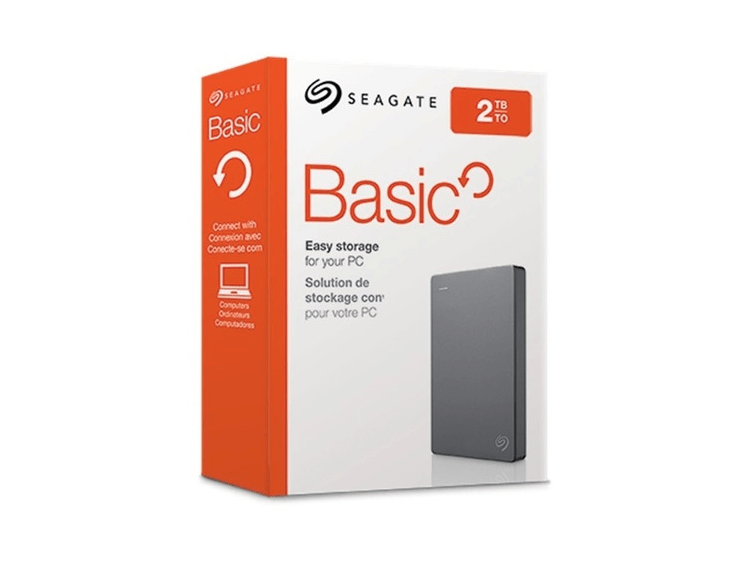 SEAGATE
Basic
Connect with
Connexion avec
Conecte-se com
Computers
Ordinateurs
Computadores
SEAGATE
2 TB
TO
Basic
Easy storage
for your PC
Solution de
stockage con
pour votre PC